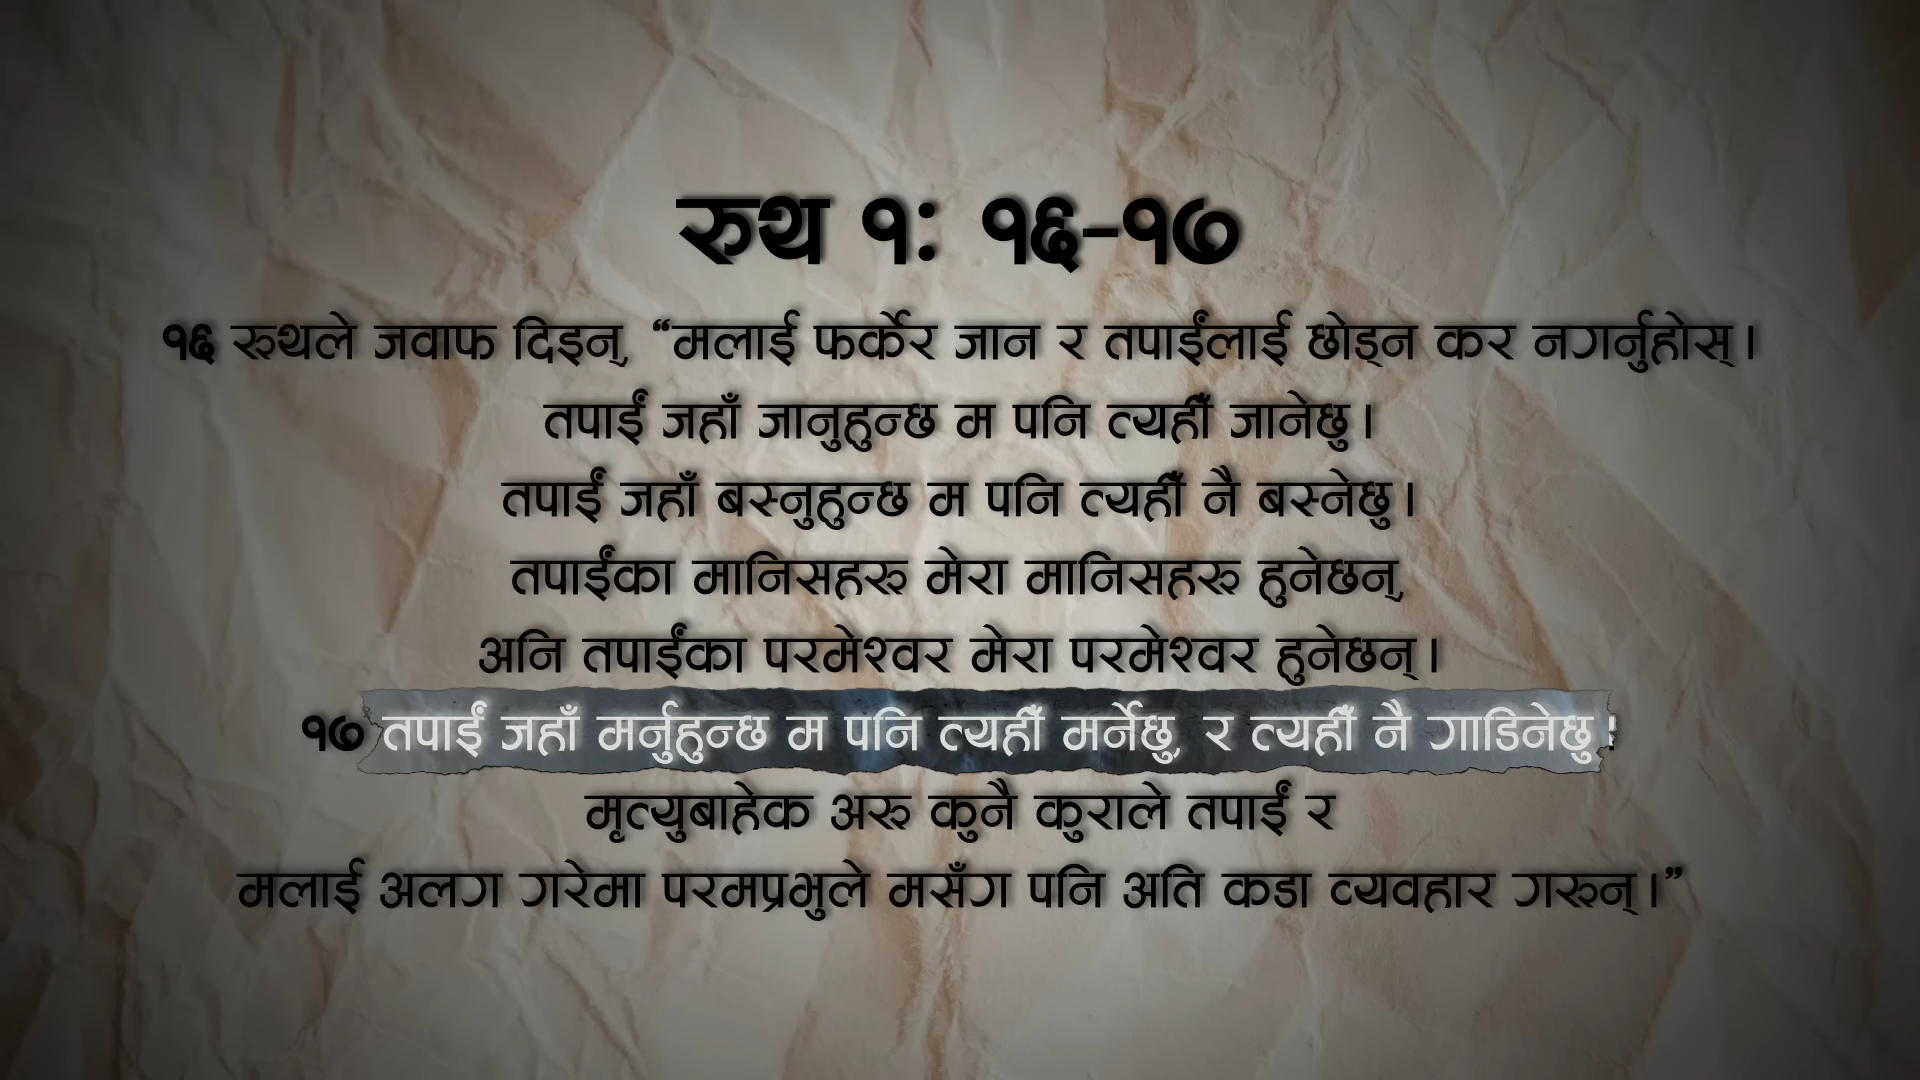 रुथ १: १६-१७
१६ रुथले जवाफ दिइन्, “मलाई फर्केर जान र तपाईंलाई छोड्न कर नगर्नुहोस्।
तपाईं जहाँ जानुहुन्छ म पनि त्यहीँ जानेछु।
तपाईं जहाँ बस्नुहुन्छ म पनि त्यहीँ नै बस्नेछु।
तपाईंका मानिसहरू मेरा मानिसहरू हुनेछन्,
अनि तपाईंका परमेश्वर मेरा परमेश्वर हुनेछन्।
१७ तपाईं जहाँ मर्नुहुन्छ म पनि त्यहीँ मर्नेछु, र त्यहीँ नै गाडिनेछु।
मृत्युबाहेक अरू कुनै कुराले तपाईं र
मलाई अलग गरेमा परमप्रभुले मसँग पनि अति कडा व्यवहार गरून्।”